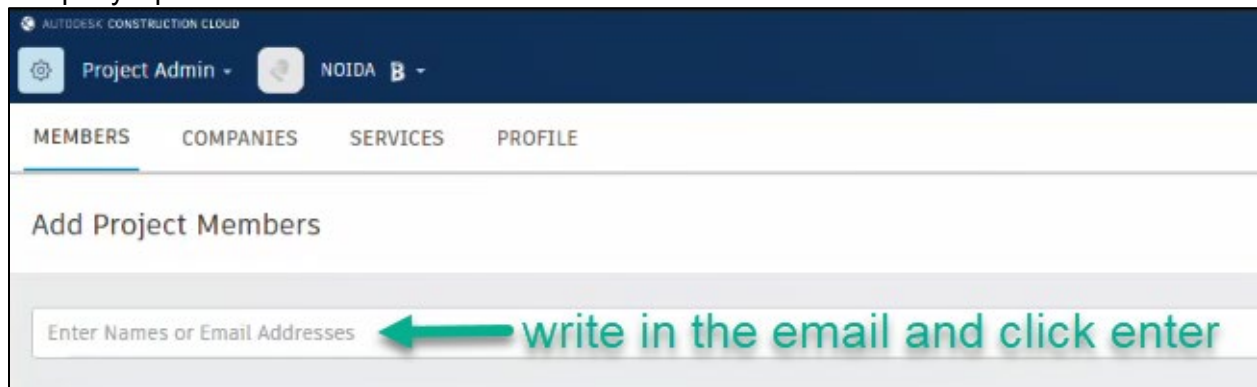 AUTODESK CONSTRUCTION CLOUD
Project Admin NOIDA B
MEMBERS COMPANIES SERVICES PROFILE
Add Project Members
Enter Names or Email Addresses write in the email and click enter